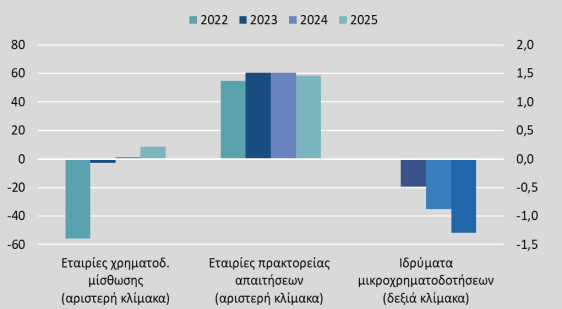 2022 2023 2024 2025
80 2,0
60 1,5
40 1,0
20 0,5
0 0,0
-20 -0,5
-40 -1,0
-60 -1,5
Εταιρίες χρηματοδ.
μίσθωσης
(αριστερή κλίμακα)
Εταιρίες πρακτορείας
απαιτήσεων
(αριστερή κλίμακα)
Ιδρύματα
μικροχρηματοδοτήσεων
(δεξιά κλίμακα)